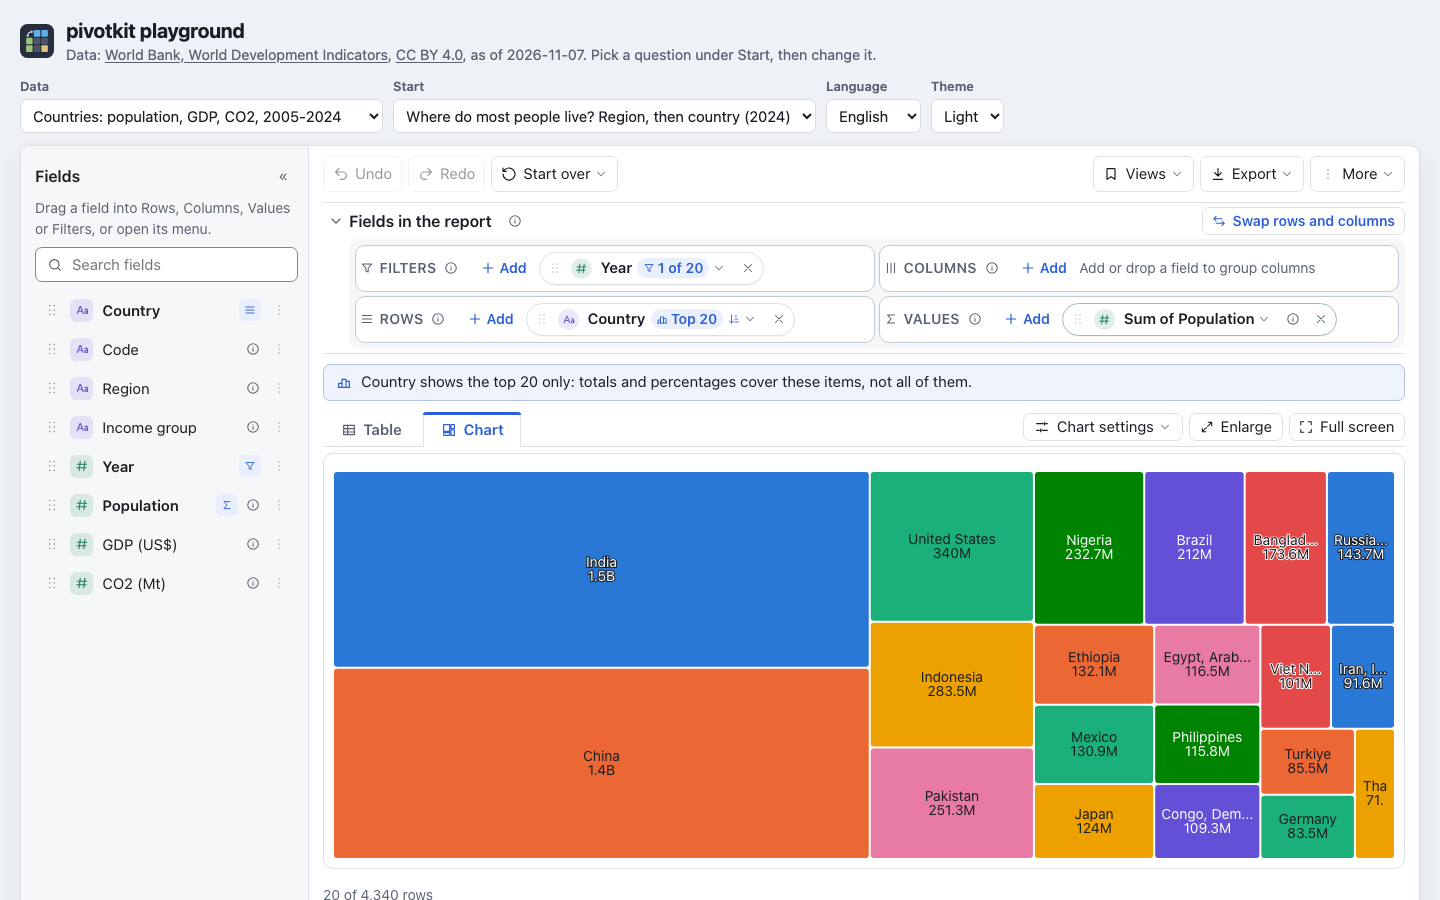 pivotkit playground
Data: World Bank, World Development Indicators, CC BY 4.0, as of 2026-11-07. Pick a question under Start, then change it.
Data
Start
Language
Theme
Countries: population, GDP, CO2, 2005-2024
Where do most people live? Region, then country (2024)
English
Light
Fields
«
Drag a field into Rows, Columns, Values
or Filters, or open its menu.
Search fields
Aa Country
Aa Code
Aa Region
Aa Income group
# Year
# Population Σ
# GDP (US$)
# CO2 (Mt)
Undo
Redo
Start over
Views
Export
More
Fields in the report
Swap rows and columns
FILTERS
+ Add
# Year 1 of 20
COLUMNS
+ Add
Add or drop a field to group columns
ROWS
+ Add
Aa Country Top 20
Σ VALUES
+ Add
# Sum of Population
Country shows the top 20 only: totals and percentages cover these items, not all of them.
Table
Chart
Chart settings
Enlarge
Full screen
India
1.5B
China
1.4B
United States
340M
Indonesia
283.5M
Pakistan
251.3M
Nigeria
232.7M
Brazil
212M
Banglad...
173.6M
Russia...
143.7M
Ethiopia
132.1M
Egypt, Arab...
116.5M
Viet N...
101M
Iran, I...
91.6M
Mexico
130.9M
Philippines
115.8M
Japan
124M
Congo, Dem...
109.3M
Turkiye
85.5M
Germany
83.5M
Tha
71.
20 of 4,340 rows